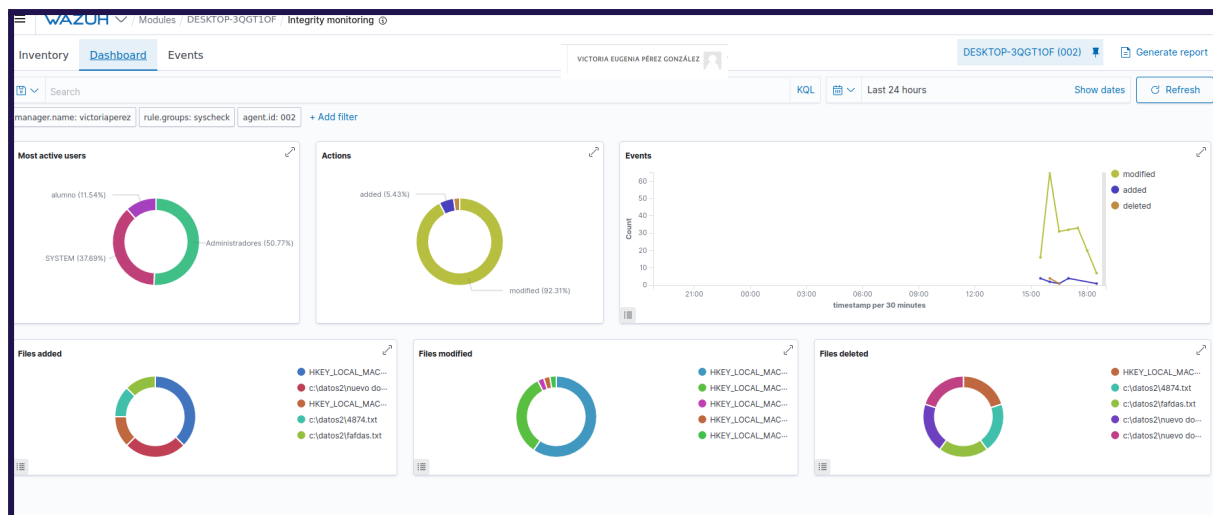 WAZUH / Modules / DESKTOP-3QGT1OF / Integrity monitoring
Inventory Dashboard Events
VICTORIA EUGENIA PÉREZ GONZÁLEZ
DESKTOP-3QGT1OF (002) Generate report
Search KQL Last 24 hours Show dates Refresh
manager.name: victoriaperez rule.groups: syscheck agent.id: 002 + Add filter
Most active users
alumno (11.54%)
Administradores (50.77%)
SYSTEM (37.69%)
Actions
added (5.43%)
modified (92.31%)
Events
modified
added
deleted
Count
60
50
40
30
20
10
0
21:00 00:00 03:00 06:00 09:00 12:00 15:00 18:00
timestamp per 30 minutes
Files added
HKEY_LOCAL_MAC...
c:\datos2\nuevo do...
HKEY_LOCAL_MAC...
c:\datos2\4874.txt
c:\datos2\fafdas.txt
Files modified
HKEY_LOCAL_MAC...
HKEY_LOCAL_MAC...
HKEY_LOCAL_MAC...
HKEY_LOCAL_MAC...
HKEY_LOCAL_MAC...
Files deleted
HKEY_LOCAL_MAC...
c:\datos2\4874.txt
c:\datos2\fafdas.txt
c:\datos2\nuevo do...
c:\datos2\nuevo do...